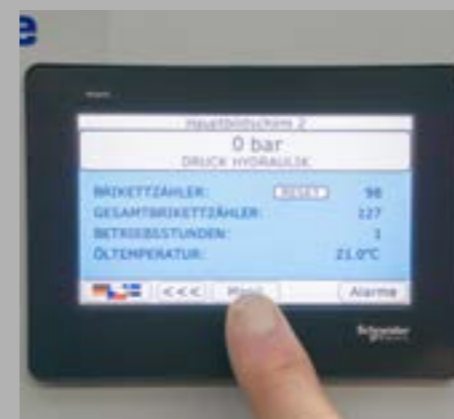 e
Hauptbildschirm 2
0 bar
DRUCK HYDRAULIK
BRIKETTZÄHLER: RESET 98
GESAMTBRIKETTZÄHLER: 127
BETRIEBSSTUNDEN: 1
ÖLTEMPERATUR: 21.0°C
<<< Menü Alarme
Schneider